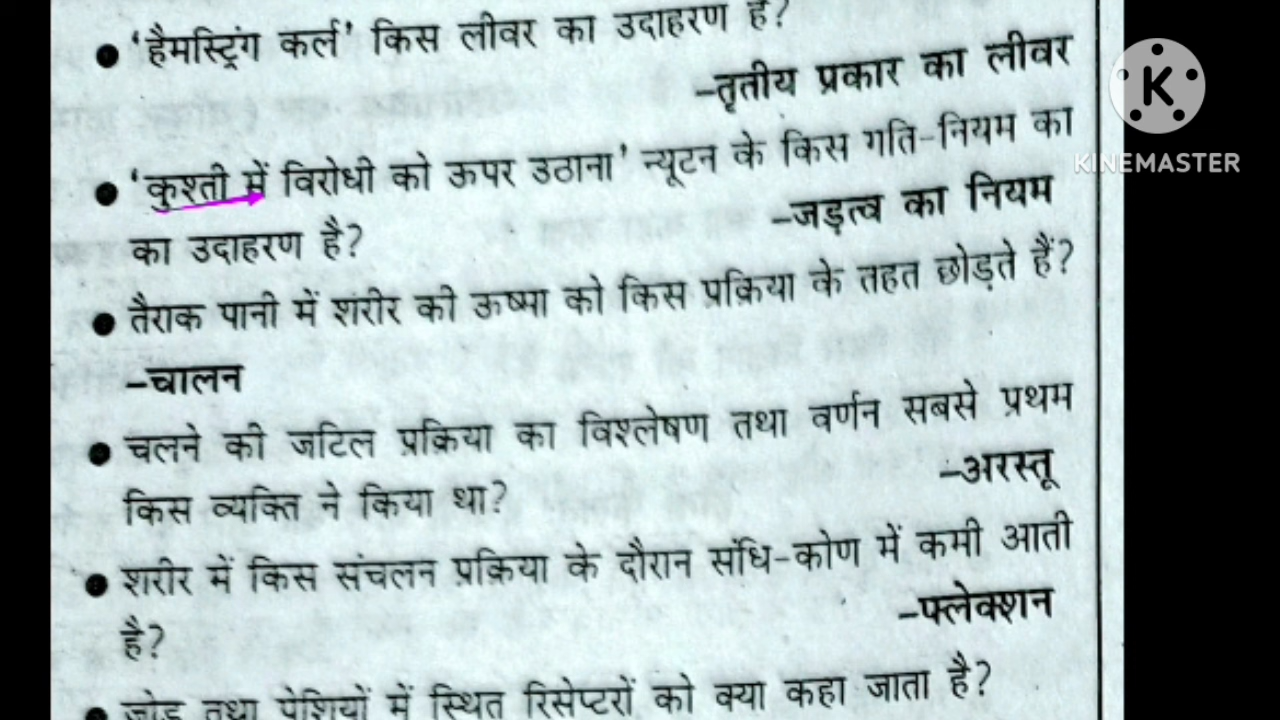 ● 'हैमस्ट्रिंग कर्ल' किस लीवर का उदाहरण है?
–तृतीय प्रकार का लीवर
● 'कुश्ती में विरोधी को ऊपर उठाना' न्यूटन के किस गति-नियम का
का उदाहरण है? –जड़त्व का नियम
● तैराक पानी में शरीर की ऊष्मा को किस प्रक्रिया के तहत छोड़ते हैं?
–चालन
● चलने की जटिल प्रक्रिया का विश्लेषण तथा वर्णन सबसे प्रथम
किस व्यक्ति ने किया था? –अरस्तू
● शरीर में किस संचलन प्रक्रिया के दौरान संधि-कोण में कमी आती
है? –फ्लेक्शन
● जोड़ तथा पेशियों में स्थित रिसेप्टरों को क्या कहा जाता है?
K
KINEMASTER